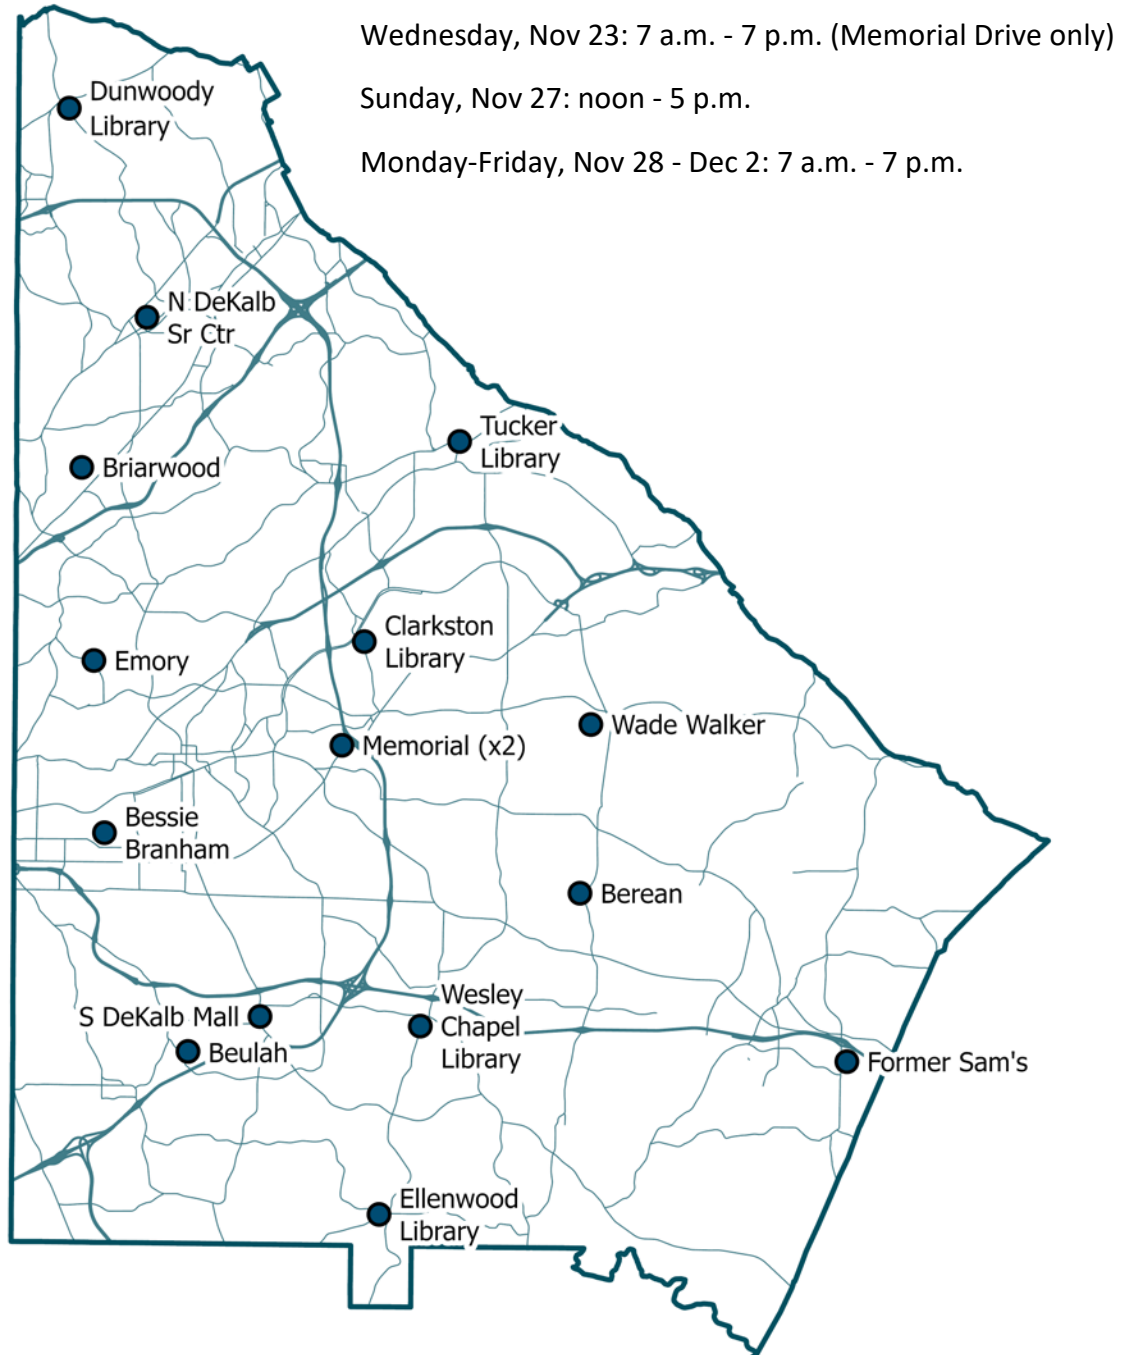 Wednesday, Nov 23: 7 a.m. - 7 p.m. (Memorial Drive only)
Sunday, Nov 27: noon - 5 p.m.
Monday-Friday, Nov 28 - Dec 2: 7 a.m. - 7 p.m.
Dunwoody
Library
N DeKalb
Sr Ctr
Tucker
Library
Briarwood
Clarkston
Library
Emory
Wade Walker
Memorial (x2)
Bessie
Branham
Berean
Wesley
Chapel
Library
S DeKalb Mall
Beulah
Former Sam's
Ellenwood
Library